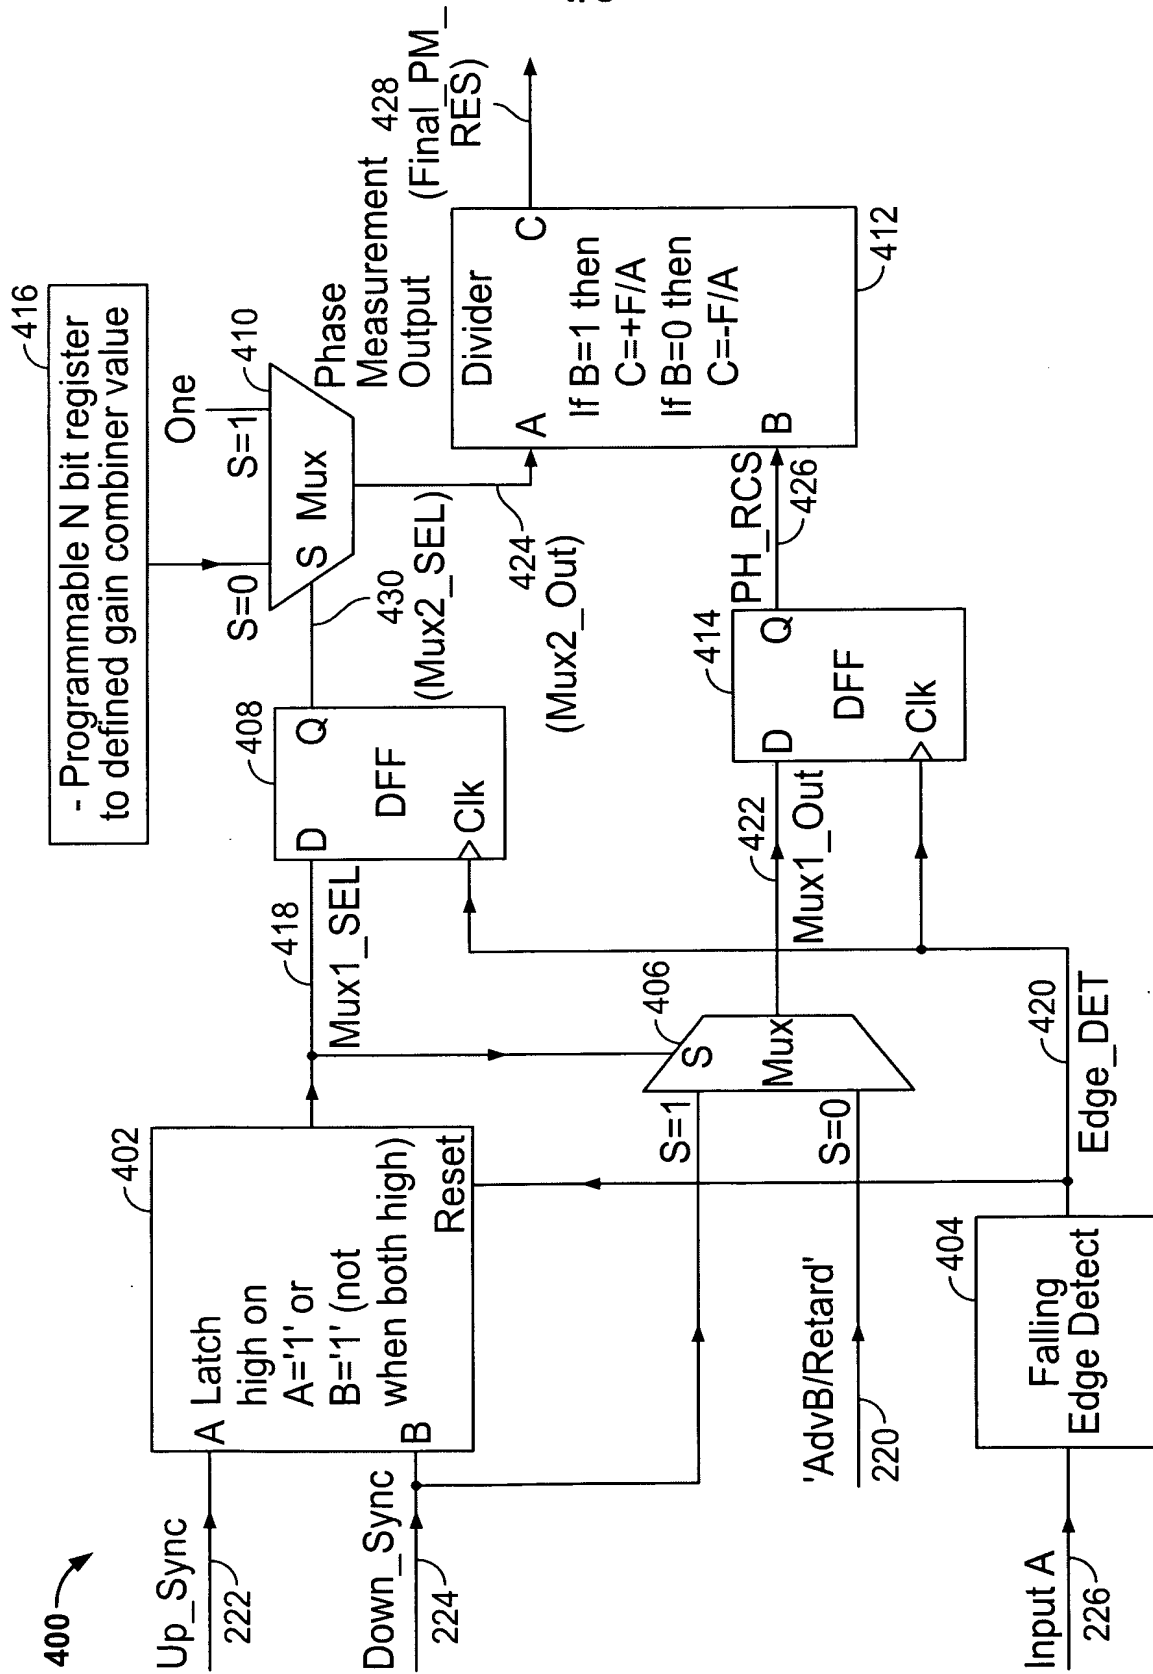 400
Up_Sync
222
Down_Sync
224
402
A
Latch
high on
A='1' or
B='1' (not
when both high)
B
Reset
418
Mux1_SEL
408
D
Q
DFF
Clk
430
(Mux2_SEL)
416
- Programmable N bit register
to defined gain combiner value
S=0
S=1
One
410
S
Mux
424
(Mux2_Out)
Phase
Measurement
Output
428
(Final_PM_
RES)
A
Divider
C
If B=1 then
C=+F/A
If B=0 then
C=-F/A
B
412
'AdvB/Retard'
220
S=1
S=0
406
S
Mux
422
Mux1_Out
414
D
Q
DFF
Clk
PH_RCS
426
Input A
226
404
Falling
Edge Detect
420
Edge_DET